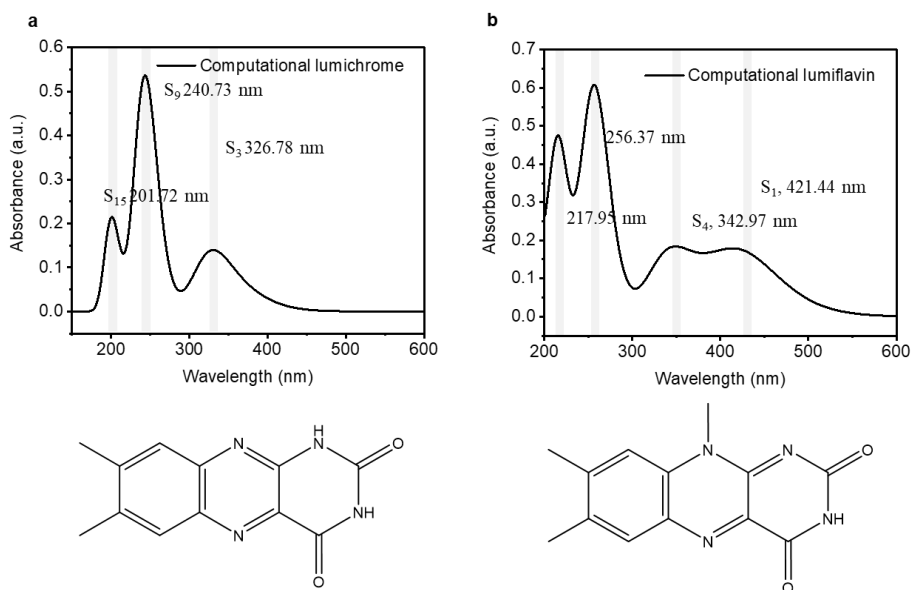 a
Computational lumichrome
S₉ 240.73 nm
S₃ 326.78 nm
S₁₅ 201.72 nm
Absorbance (a.u.)
0.6
0.5
0.4
0.3
0.2
0.1
0.0
200 300 400 500 600
Wavelength (nm)
b
Computational lumiflavin
256.37 nm
S₁, 421.44 nm
217.95 nm
S₄, 342.97 nm
Absorbance (a.u.)
0.7
0.6
0.5
0.4
0.3
0.2
0.1
0.0
200 300 400 500 600
Wavelength (nm)
H
N
N
O
NH
N
O
N
N
O
NH
N
O